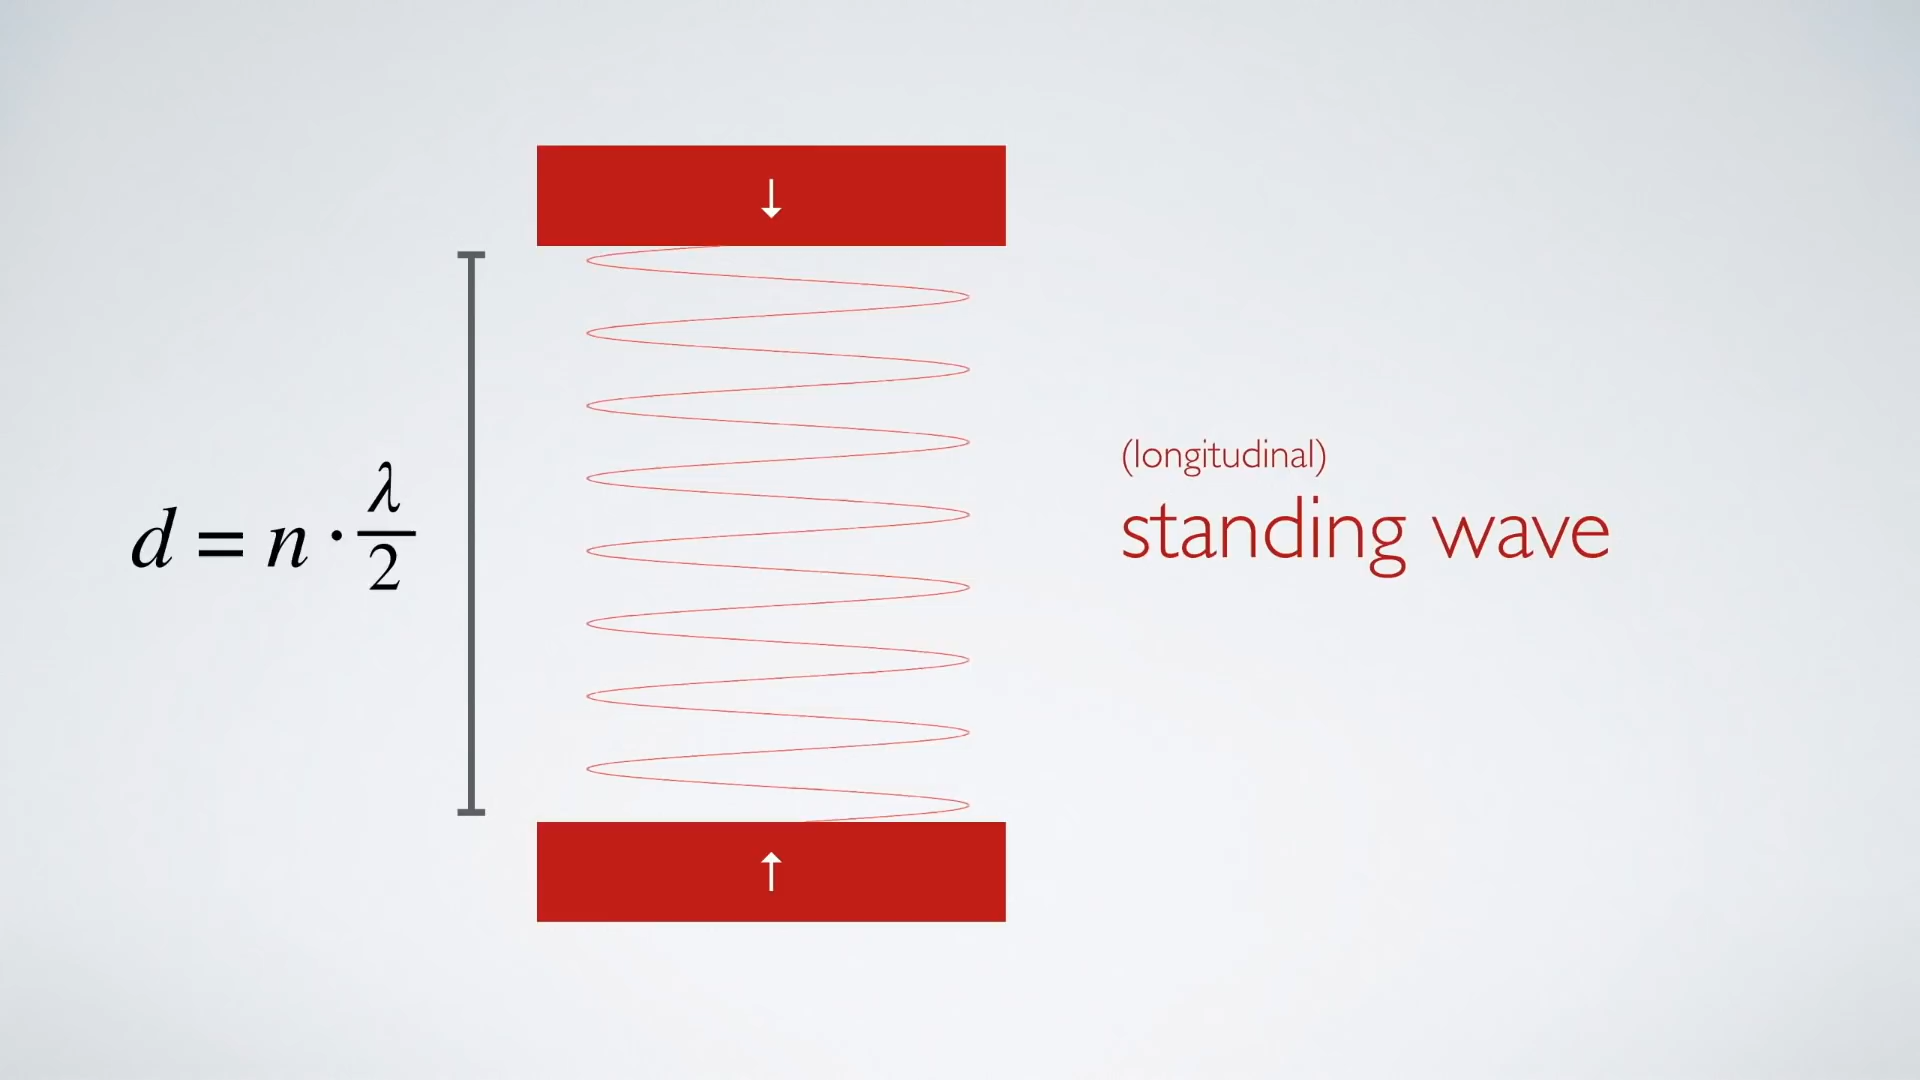 d = n · λ/2
(longitudinal)
standing wave
↓
↑